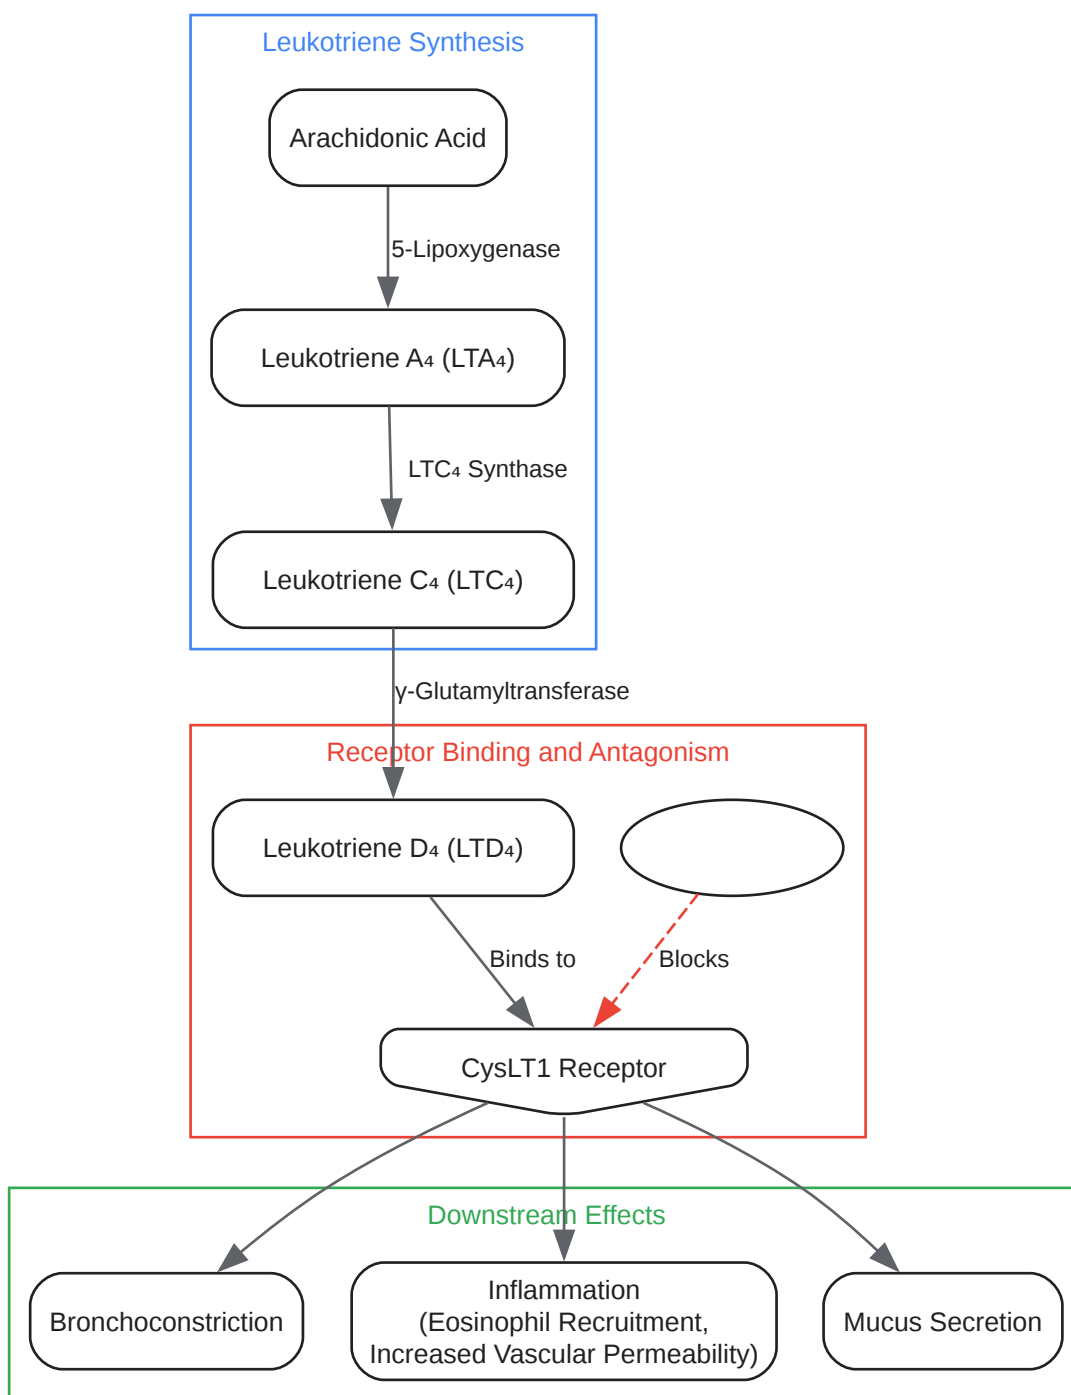 Leukotriene Synthesis
Arachidonic Acid
5-Lipoxygenase
Leukotriene A₄ (LTA₄)
LTC₄ Synthase
Leukotriene C₄ (LTC₄)
γ-Glutamyltransferase
Receptor Binding and Antagonism
Leukotriene D₄ (LTD₄)
Binds to
Blocks
CysLT1 Receptor
Downstream Effects
Bronchoconstriction
Inflammation
(Eosinophil Recruitment,
Increased Vascular Permeability)
Mucus Secretion